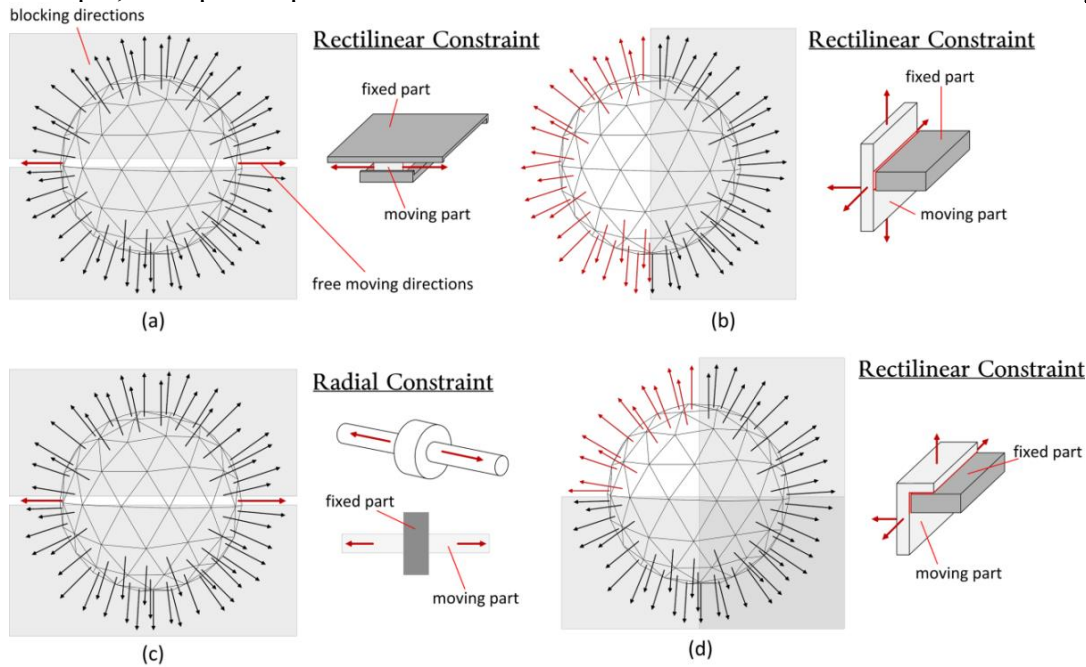 blocking directions
Rectilinear Constraint
fixed part
moving part
free moving directions
(a)
Rectilinear Constraint
fixed part
moving part
(b)
Radial Constraint
fixed part
moving part
(c)
Rectilinear Constraint
fixed part
moving part
(d)